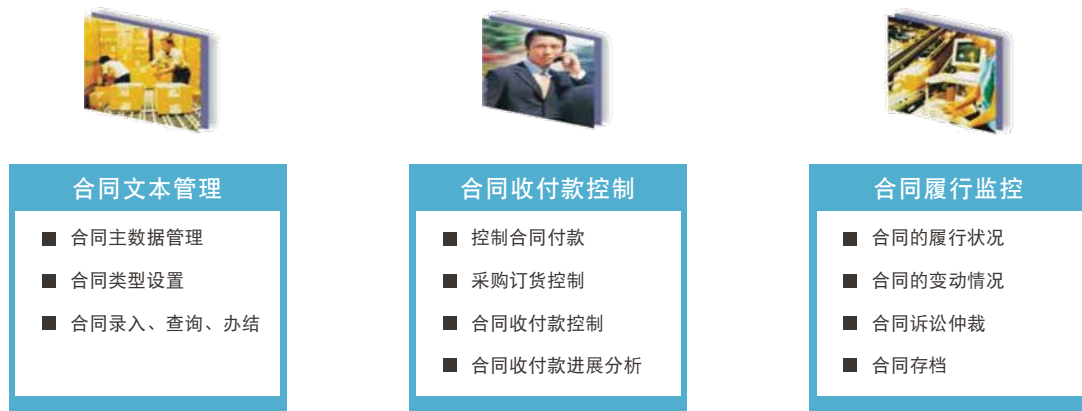 合同文本管理
■ 合同主数据管理
■ 合同类型设置
■ 合同录入、查询、办结
合同收付款控制
■ 控制合同付款
■ 采购订货控制
■ 合同收付款控制
■ 合同收付款进展分析
合同履行监控
■ 合同的履行状况
■ 合同的变动情况
■ 合同诉讼仲裁
■ 合同存档